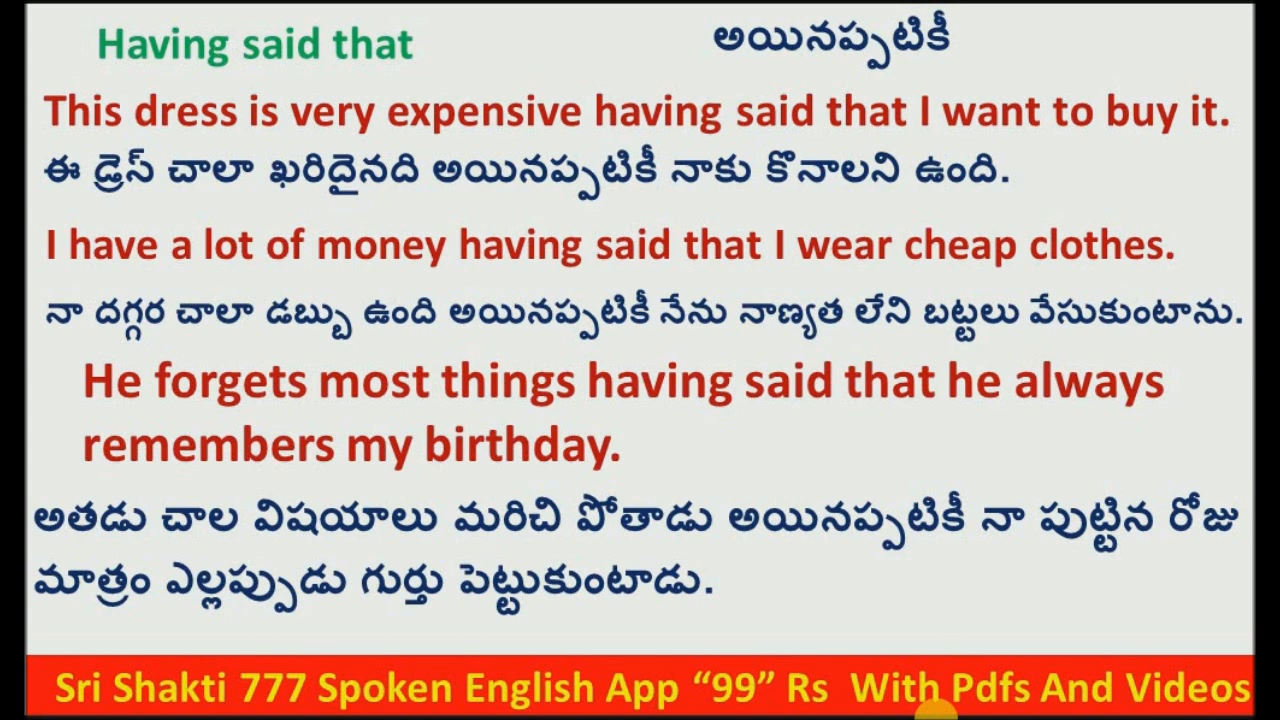 Having said that
అయినప్పటికీ
This dress is very expensive having said that I want to buy it.
ఈ డ్రెస్ చాలా ఖరిదైనది అయినప్పటికీ నాకు కొనాలని ఉంది.
I have a lot of money having said that I wear cheap clothes.
నా దగ్గర చాలా డబ్బు ఉంది అయినప్పటికీ నేను నాణ్యత లేని బట్టలు వేసుకుంటాను.
He forgets most things having said that he always
remembers my birthday.
అతడు చాల విషయాలు మరిచి పోతాడు అయినప్పటికీ నా పుట్టిన రోజు
మాత్రం ఎల్లప్పుడు గుర్తు పెట్టుకుంటాడు.
Sri Shakti 777 Spoken English App “99” Rs With Pdfs And Videos